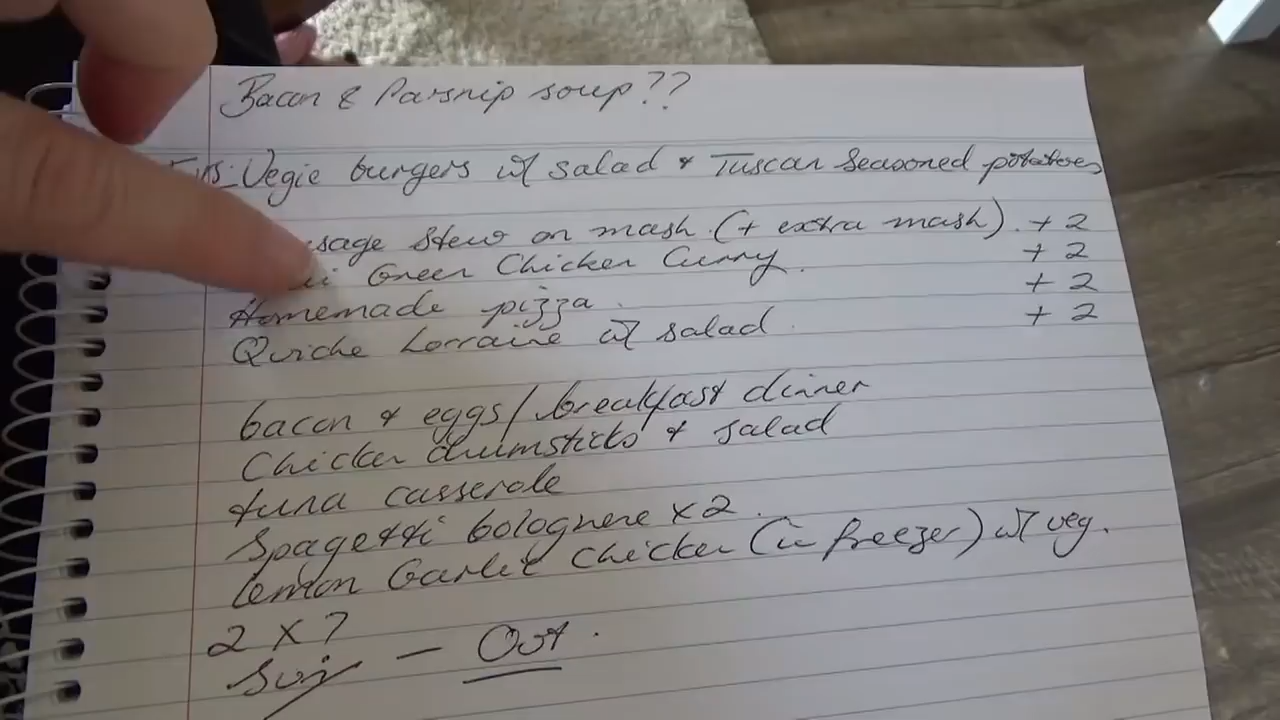 Bacon & Parsnip soup??
Vegie burgers w/ salad & Tuscan Seasoned potatoes
sage Stew on mash (+ extra mash). + 2
Green Chicken Curry. + 2
Homemade pizza. + 2
Quiche Lorraine w/ salad. + 2
bacon & eggs/breakfast dinner
Chicken drumsticks & salad
tuna casserole
Spagetti bolognese x2.
lemon Garlic Chicken (in freezer) w/ veg.
2 x ?
— Out.